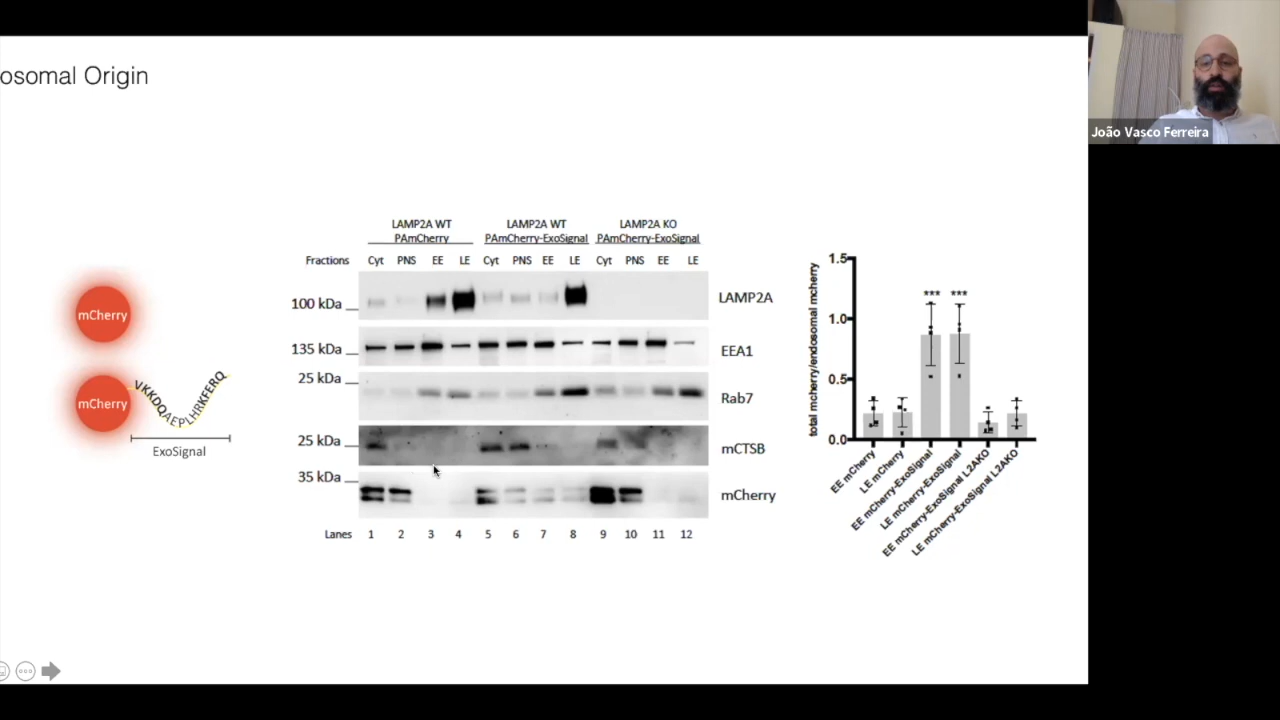 osomal Origin
João Vasco Ferreira
mCherry
mCherry
VKKDQAEPLHRKFERQ
ExoSignal
LAMP2A WT LAMP2A WT LAMP2A KO
PAmCherry PAmCherry-ExoSignal PAmCherry-ExoSignal
Fractions Cyt PNS EE LE Cyt PNS EE LE Cyt PNS EE LE
100 kDa LAMP2A
135 kDa EEA1
25 kDa Rab7
25 kDa mCTSB
35 kDa mCherry
Lanes 1 2 3 4 5 6 7 8 9 10 11 12
total mcherry/endosomal mcherry
1.5
1.0
0.5
0.0
*** ***
EE mCherry
LE mCherry
EE mCherry-ExoSignal
LE mCherry-ExoSignal
EE mCherry-ExoSignal L2AKO
LE mCherry-ExoSignal L2AKO